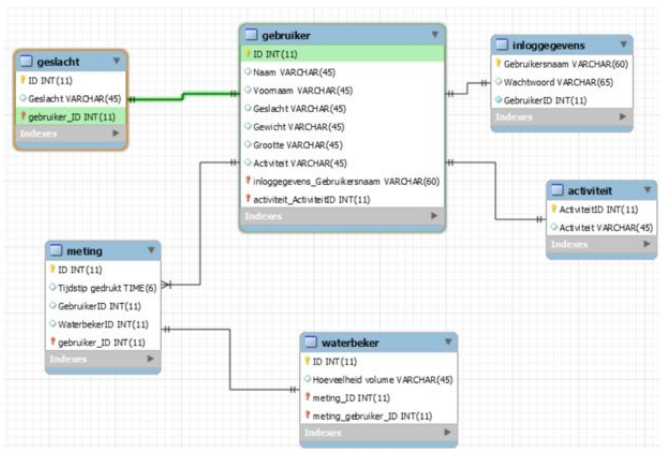 geslacht
ID INT(11)
Geslacht VARCHAR(45)
gebruiker_ID INT(11)
Indexes
gebruiker
ID INT(11)
Naam VARCHAR(45)
Voornaam VARCHAR(45)
Geslacht VARCHAR(45)
Gewicht VARCHAR(45)
Grootte VARCHAR(45)
Activiteit VARCHAR(45)
inloggegevens_Gebruikersnaam VARCHAR(60)
activiteit_ActiviteitID INT(11)
Indexes
inloggegevens
Gebruikersnaam VARCHAR(60)
Wachtwoord VARCHAR(65)
GebruikerID INT(11)
Indexes
activiteit
ActiviteitID INT(11)
Activiteit VARCHAR(45)
Indexes
meting
ID INT(11)
Tijdstip gedrukt TIME(6)
GebruikerID INT(11)
WaterbekerID INT(11)
gebruiker_ID INT(11)
Indexes
waterbeker
ID INT(11)
Hoeveelheid volume VARCHAR(45)
meting_ID INT(11)
meting_gebruiker_ID INT(11)
Indexes